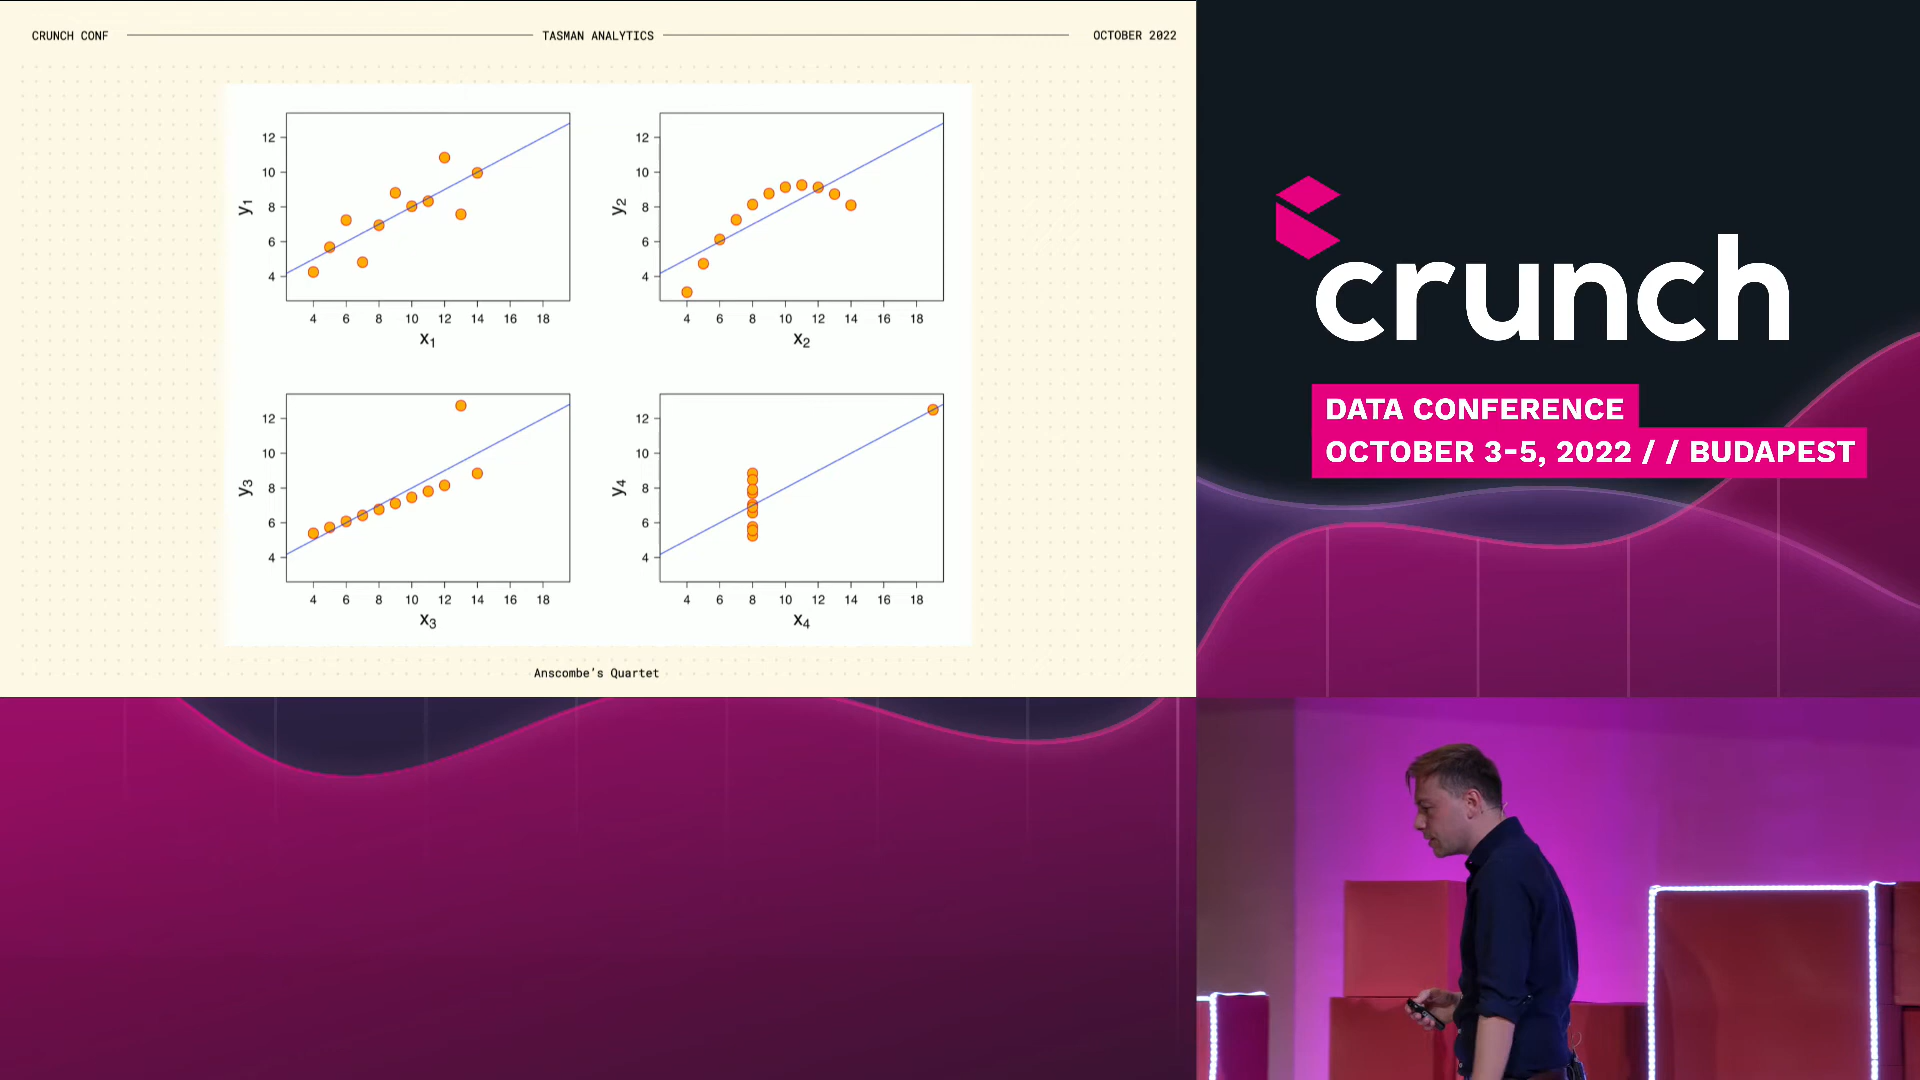 CRUNCH CONF
TASMAN ANALYTICS
OCTOBER 2022
12
10
8
6
4
y1
4 6 8 10 12 14 16 18
x1
12
10
8
6
4
y2
4 6 8 10 12 14 16 18
x2
12
10
8
6
4
y3
4 6 8 10 12 14 16 18
x3
12
10
8
6
4
y4
4 6 8 10 12 14 16 18
x4
Anscombe's Quartet
crunch
DATA CONFERENCE
OCTOBER 3-5, 2022 // BUDAPEST